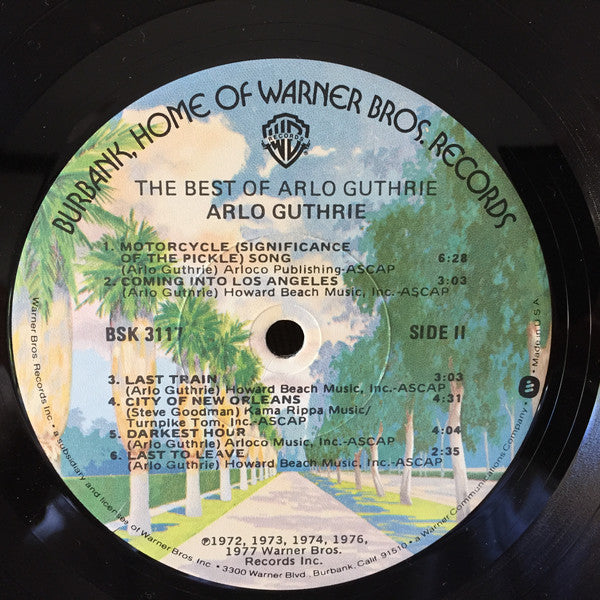 BURBANK, HOME OF WARNER BROS. RECORDS
WB
RECORDS
THE BEST OF ARLO GUTHRIE
ARLO GUTHRIE
1. MOTORCYCLE (SIGNIFICANCE
OF THE PICKLE) SONG 6:28
(Arlo Guthrie) Arloco Publishing-ASCAP
2. COMING INTO LOS ANGELES 3:03
(Arlo Guthrie) Howard Beach Music, Inc.-ASCAP
BSK 3117 SIDE II
3. LAST TRAIN 3:03
(Arlo Guthrie) Howard Beach Music, Inc.-ASCAP
4. CITY OF NEW ORLEANS 4:31
(Steve Goodman) Kama Rippa Music/
Turnpike Tom, Inc.-ASCAP
5. DARKEST HOUR 4:04
(Arlo Guthrie) Arloco Music, Inc.-ASCAP
6. LAST TO LEAVE 2:35
(Arlo Guthrie) Howard Beach Music, Inc.-ASCAP
℗1972, 1973, 1974, 1976,
1977 Warner Bros.
Records Inc.
Warner Bros. Records Inc. • a subsidiary and licensee of Warner Bros. Inc. • 3300 Warner Blvd., Burbank, Calif. 91510 • a Warner Communications Company • W • Made in U.S.A.